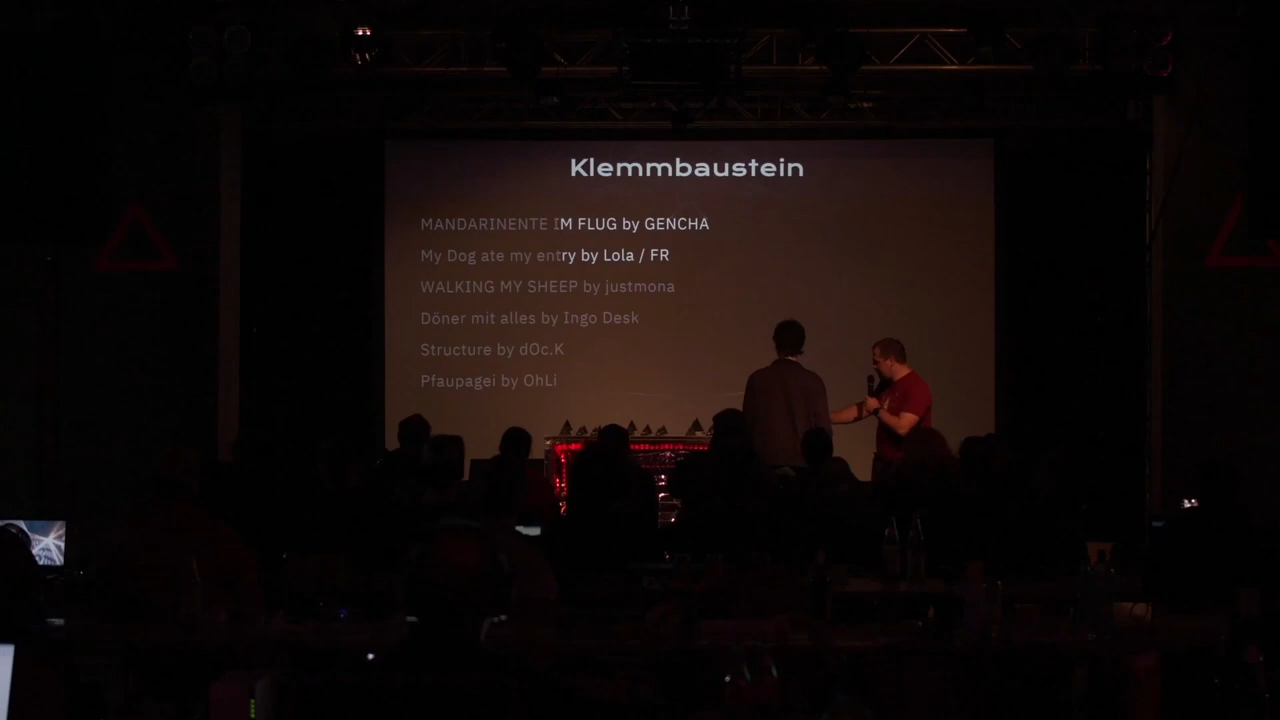 Klemmbaustein
MANDARINENTE IM FLUG by GENCHA
My Dog ate my entry by Lola / FR
WALKING MY SHEEP by justmona
Döner mit alles by Ingo Desk
Structure by dOc.K
Pfaupagei by OhLi